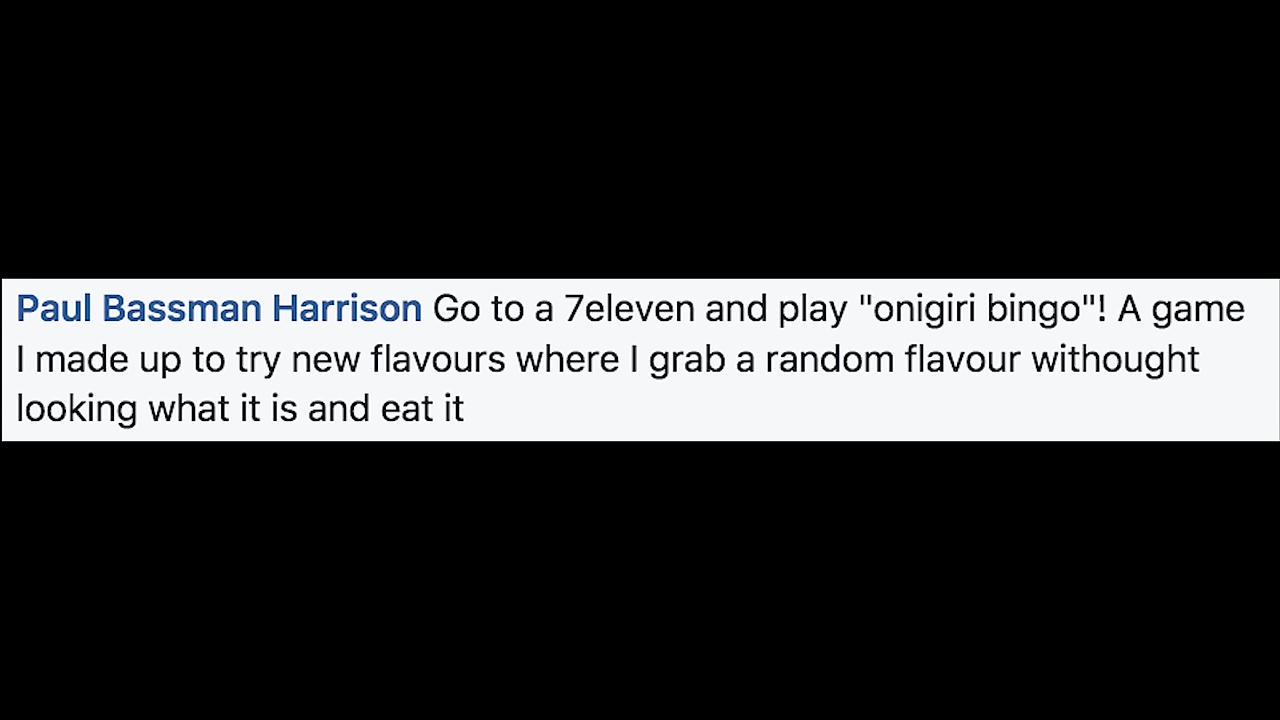 Paul Bassman Harrison Go to a 7eleven and play "onigiri bingo"! A game
I made up to try new flavours where I grab a random flavour withought
looking what it is and eat it